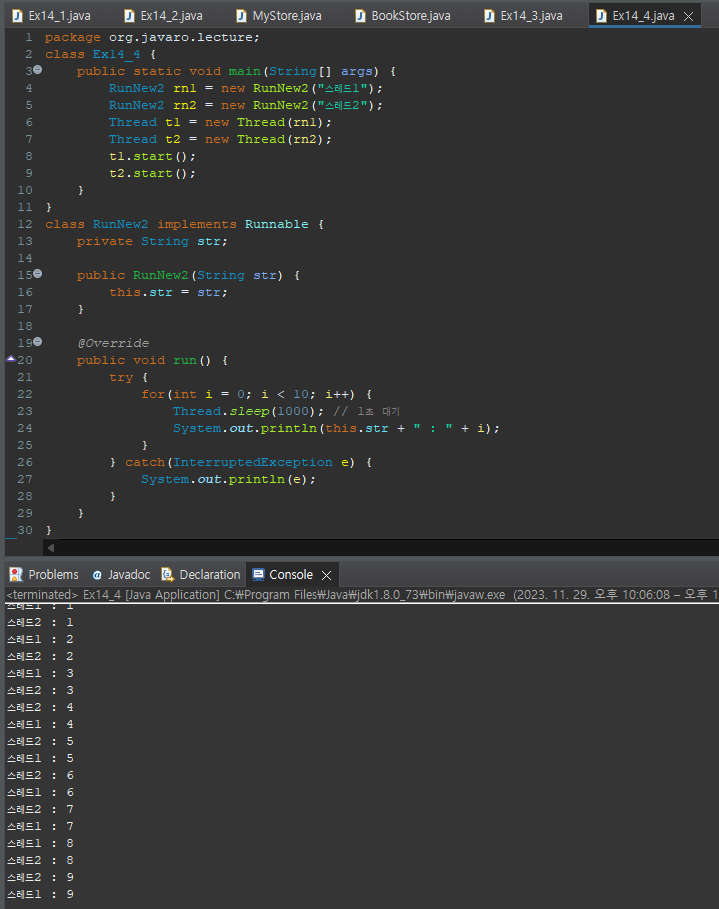 Ex14_1.java Ex14_2.java MyStore.java BookStore.java Ex14_3.java Ex14_4.java
1 package org.javaro.lecture;
2 class Ex14_4 {
3 public static void main(String[] args) {
4 RunNew2 rn1 = new RunNew2("스레드1");
5 RunNew2 rn2 = new RunNew2("스레드2");
6 Thread t1 = new Thread(rn1);
7 Thread t2 = new Thread(rn2);
8 t1.start();
9 t2.start();
10 }
11 }
12 class RunNew2 implements Runnable {
13 private String str;
14
15 public RunNew2(String str) {
16 this.str = str;
17 }
18
19 @Override
20 public void run() {
21 try {
22 for(int i = 0; i < 10; i++) {
23 Thread.sleep(1000); // 1초 대기
24 System.out.println(this.str + " : " + i);
25 }
26 } catch(InterruptedException e) {
27 System.out.println(e);
28 }
29 }
30 }
Problems @ Javadoc Declaration Console
<terminated> Ex14_4 [Java Application] C:₩Program Files₩Java₩jdk1.8.0_73₩bin₩javaw.exe (2023. 11. 29. 오후 10:06:08 – 오후 1
스레드1 : 1
스레드2 : 1
스레드1 : 2
스레드2 : 2
스레드1 : 3
스레드2 : 3
스레드2 : 4
스레드1 : 4
스레드2 : 5
스레드1 : 5
스레드2 : 6
스레드1 : 6
스레드2 : 7
스레드1 : 7
스레드1 : 8
스레드2 : 8
스레드2 : 9
스레드1 : 9